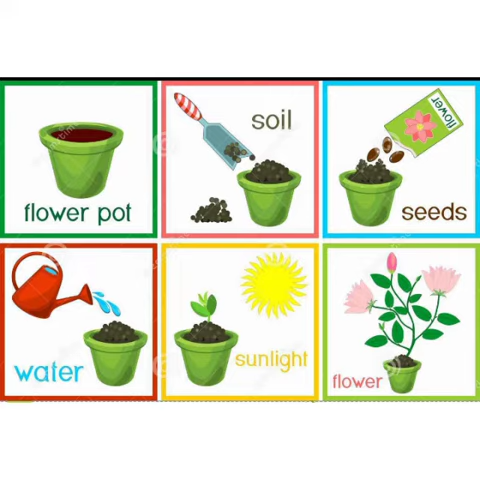 flower pot
soil
flower
seeds
water
sunlight
flower